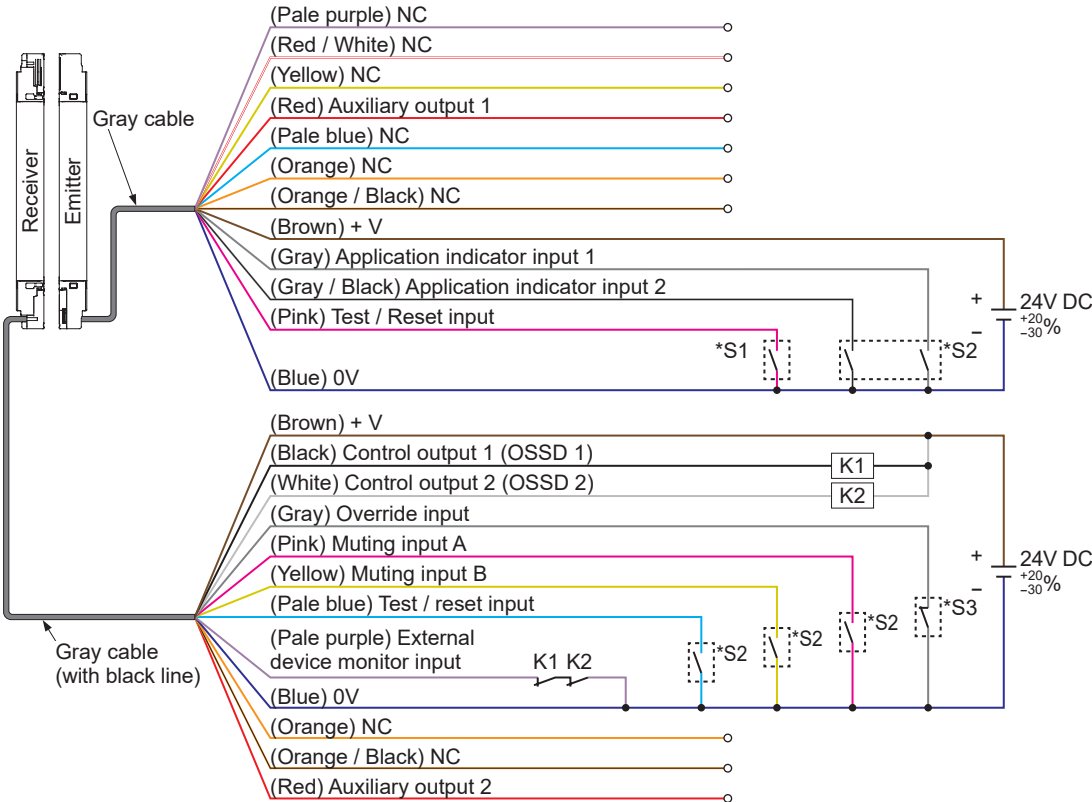 (Pale purple) NC
(Red / White) NC
(Yellow) NC
(Red) Auxiliary output 1
Gray cable
(Pale blue) NC
(Orange) NC
(Orange / Black) NC
Receiver
Emitter
(Brown) + V
(Gray) Application indicator input 1
(Gray / Black) Application indicator input 2
(Pink) Test / Reset input
+
24V DC
+20
–30 %
–
*S1
*S2
(Blue) 0V
(Brown) + V
(Black) Control output 1 (OSSD 1)
K1
(White) Control output 2 (OSSD 2)
K2
(Gray) Override input
(Pink) Muting input A
+
24V DC
+20
–30 %
–
(Yellow) Muting input B
(Pale blue) Test / reset input
*S3
*S2
*S2
*S2
Gray cable
(with black line)
(Pale purple) External
device monitor input
K1 K2
(Blue) 0V
(Orange) NC
(Orange / Black) NC
(Red) Auxiliary output 2